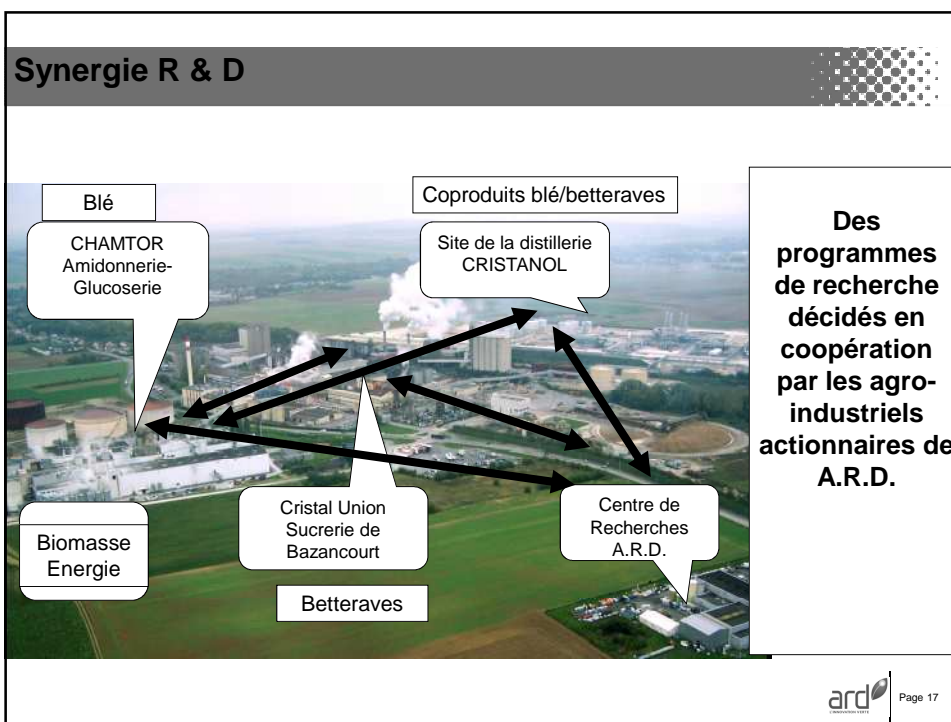 Synergie R & D
Blé
CHAMTOR
Amidonnerie-
Glucoserie
Coproduits blé/betteraves
Site de la distillerie
CRISTANOL
Des
programmes
de recherche
décidés en
coopération
par les agro-
industriels
actionnaires de
A.R.D.
Biomasse
Energie
Cristal Union
Sucrerie de
Bazancourt
Centre de
Recherches
A.R.D.
Betteraves
ard
L'INNOVATION VERTE
Page 17